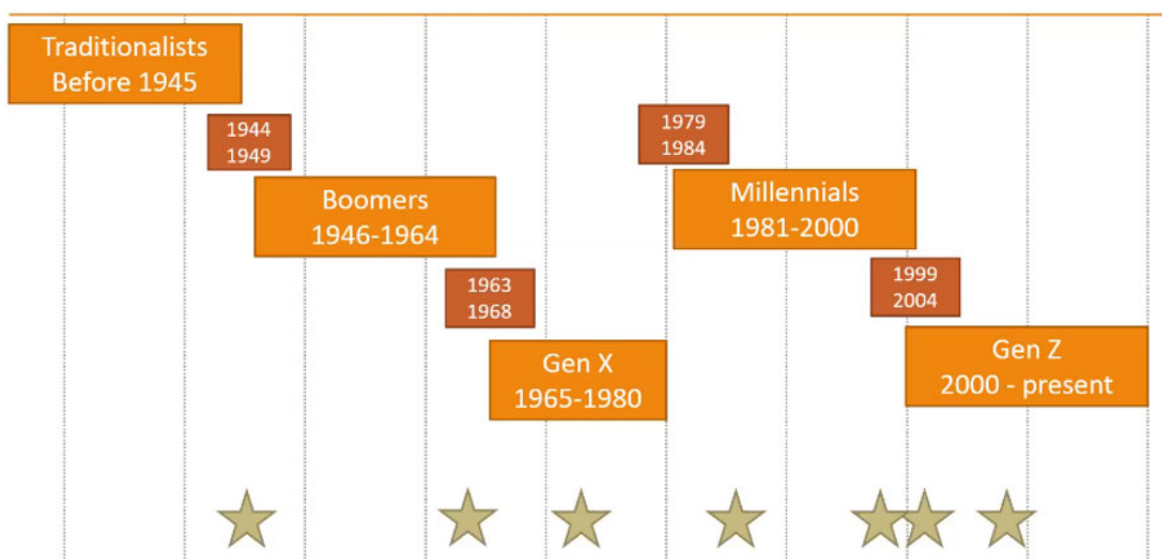 Traditionalists
Before 1945
1944
1949
Boomers
1946-1964
1963
1968
Gen X
1965-1980
1979
1984
Millennials
1981-2000
1999
2004
Gen Z
2000 - present